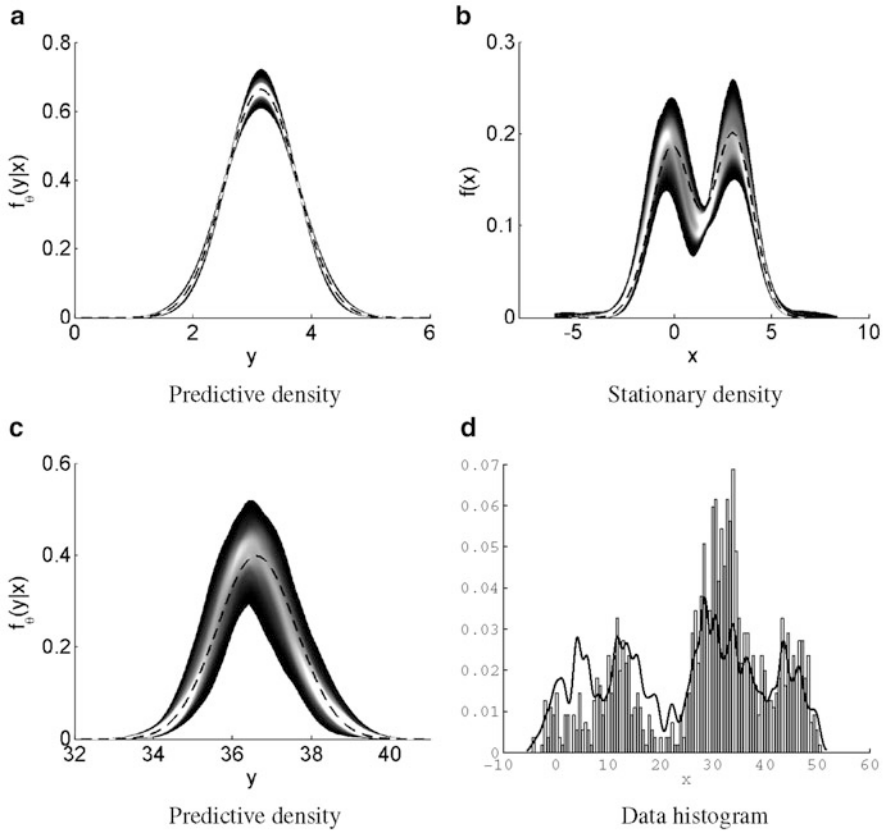 a
0.8
0.6
0.4
0.2
0
f_θ(y|x)
0 2 4 6
y
Predictive density
b
0.3
0.2
0.1
0
f(x)
-5 0 5 10
x
Stationary density
c
0.6
0.4
0.2
0
f_θ(y|x)
32 34 36 38 40
y
Predictive density
d
0.07
0.06
0.05
0.04
0.03
0.02
0.01
0
-10 0 10 20 30 40 50 60
x
Data histogram